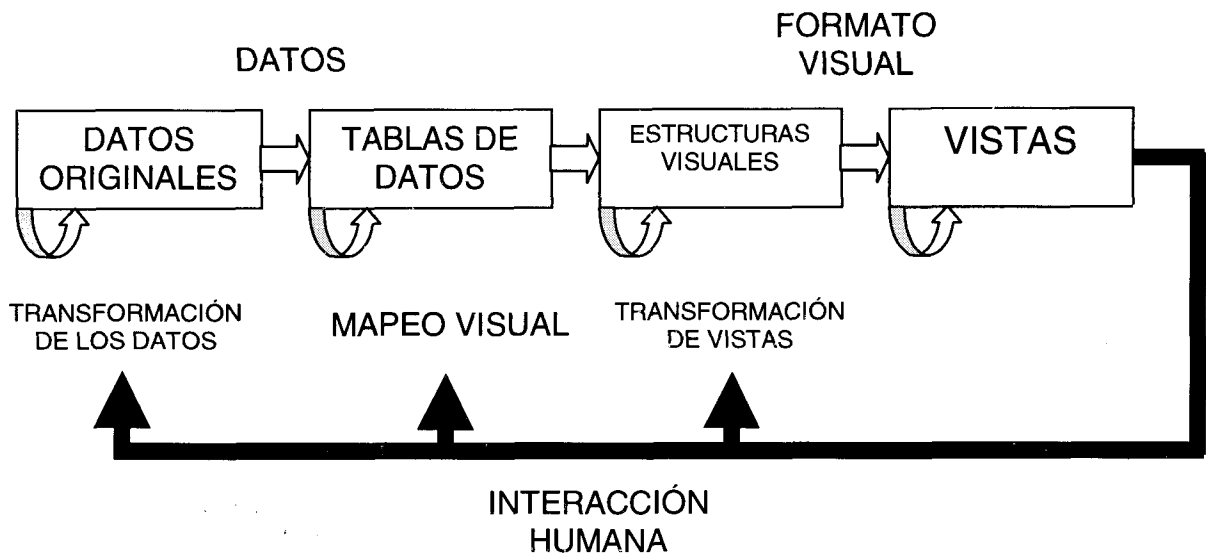 DATOS
FORMATO
VISUAL
DATOS
ORIGINALES
TABLAS DE
DATOS
ESTRUCTURAS
VISUALES
VISTAS
TRANSFORMACIÓN
DE LOS DATOS
MAPEO VISUAL
TRANSFORMACIÓN
DE VISTAS
INTERACCIÓN
HUMANA